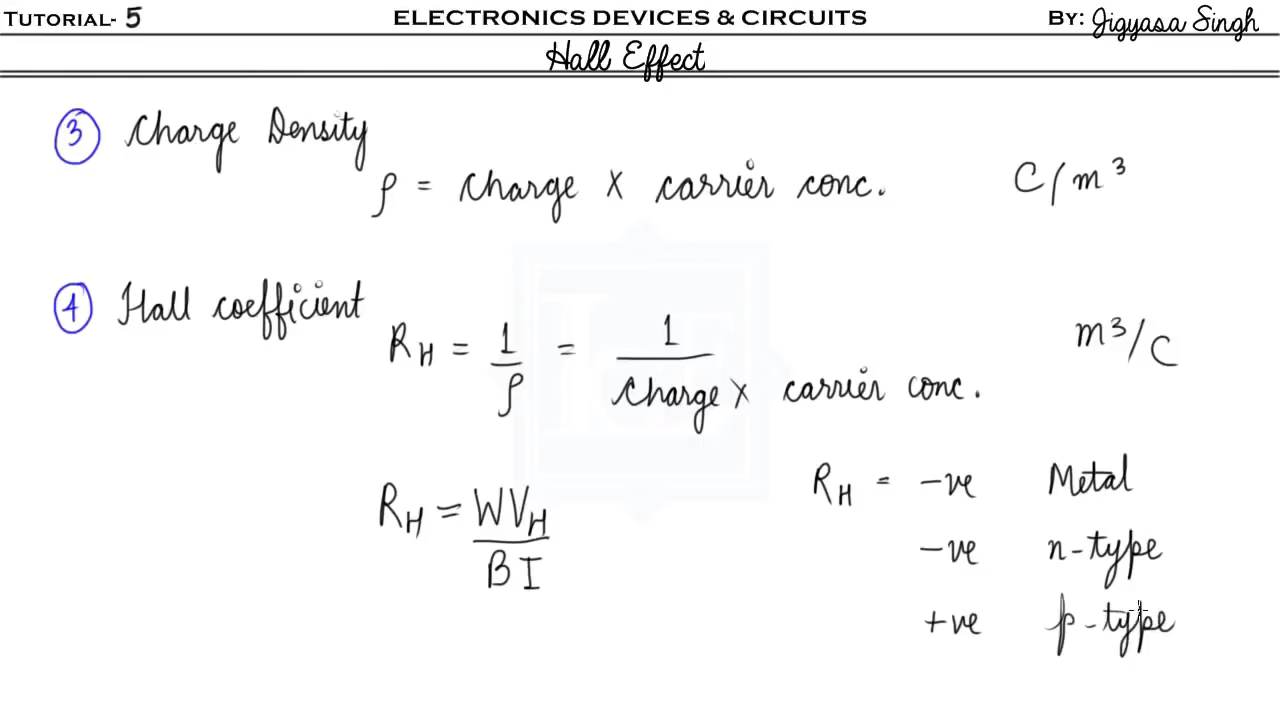 TUTORIAL- 5 ELECTRONICS DEVICES & CIRCUITS BY: Jigyasa Singh
Hall Effect
③ Charge Density
ρ = charge × carrier conc. C/m³
④ Hall coefficient
R_H = 1/ρ = 1/(charge × carrier conc.) m³/C
R_H = WV_H/BI
R_H = -ve Metal
-ve n-type
+ve p-type